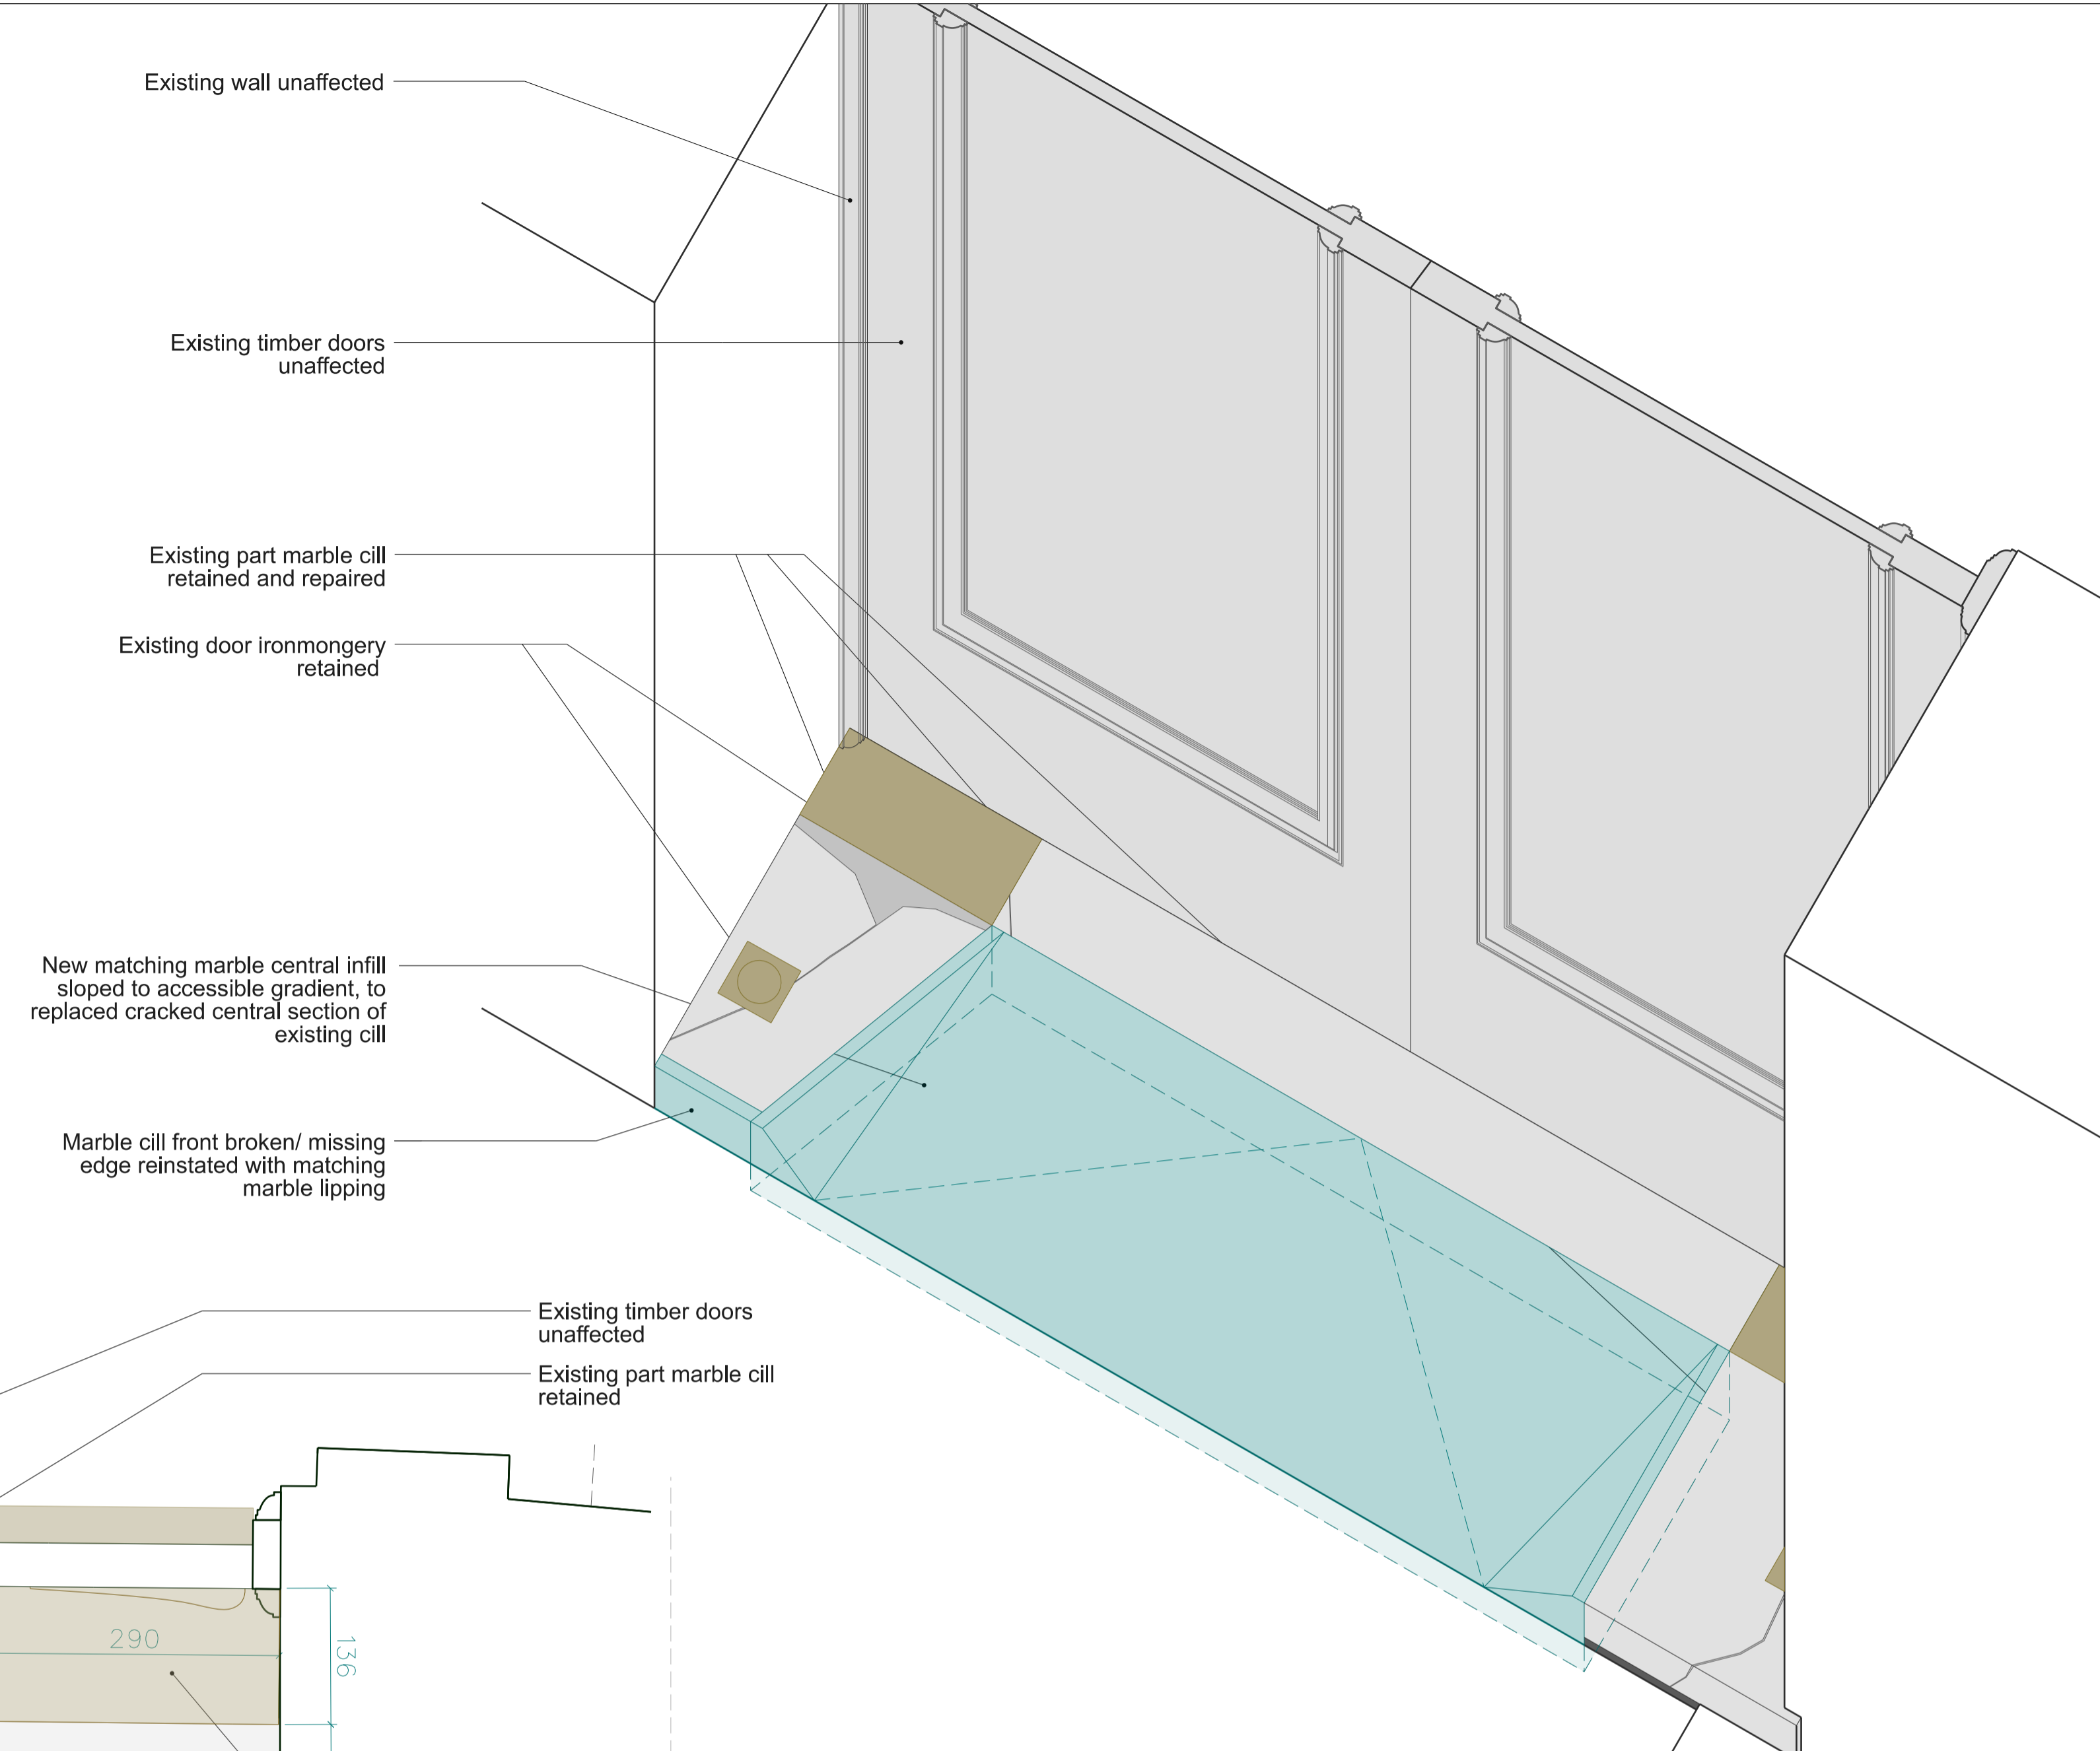 Existing wall unaffected
Existing timber doors
unaffected
Existing part marble cill
retained and repaired
Existing door ironmongery
retained
New matching marble central infill
sloped to accessible gradient, to
replaced cracked central section of
existing cill
Marble cill front broken/ missing
edge reinstated with matching
marble lipping
Existing timber doors
unaffected
Existing part marble cill
retained
290
136